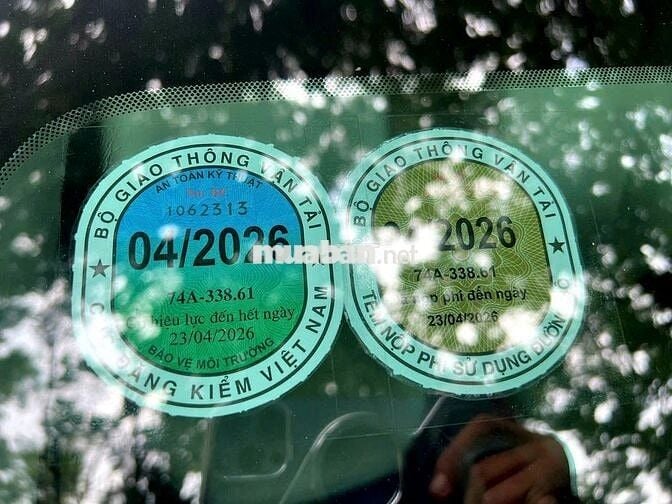 BỘ GIAO THÔNG VẬN TẢI
AN TOÀN KỸ THUẬT
1062313
04/2026
74A-338.61
hiệu lực đến hết ngày
23/04/2026
BẢO VỆ MÔI TRƯỜNG
ĐĂNG KIỂM VIỆT NAM
muaban.net
BỘ GIAO THÔNG VẬN TẢI
2026
74A-338.61
phí đến ngày
23/04/2026
TEM NỘP PHÍ SỬ DỤNG